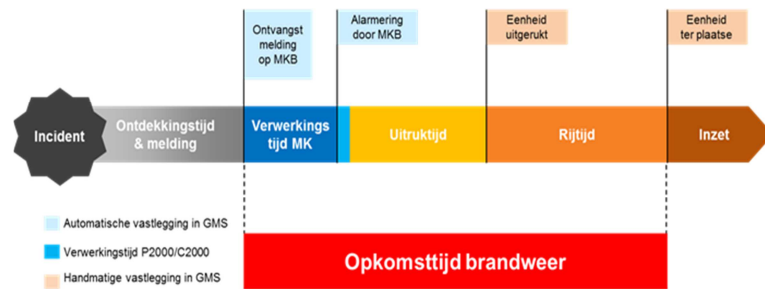 Ontvangst
melding
op MKB
Alarmering
door MKB
Eenheid
uitgerukt
Eenheid
ter plaatse
Incident
Ontdekkingstijd
& melding
Verwerkings
tijd MK
Uitruktijd
Rijtijd
Inzet
Automatische vastlegging in GMS
Verwerkingstijd P2000/C2000
Handmatige vastlegging in GMS
Opkomsttijd brandweer